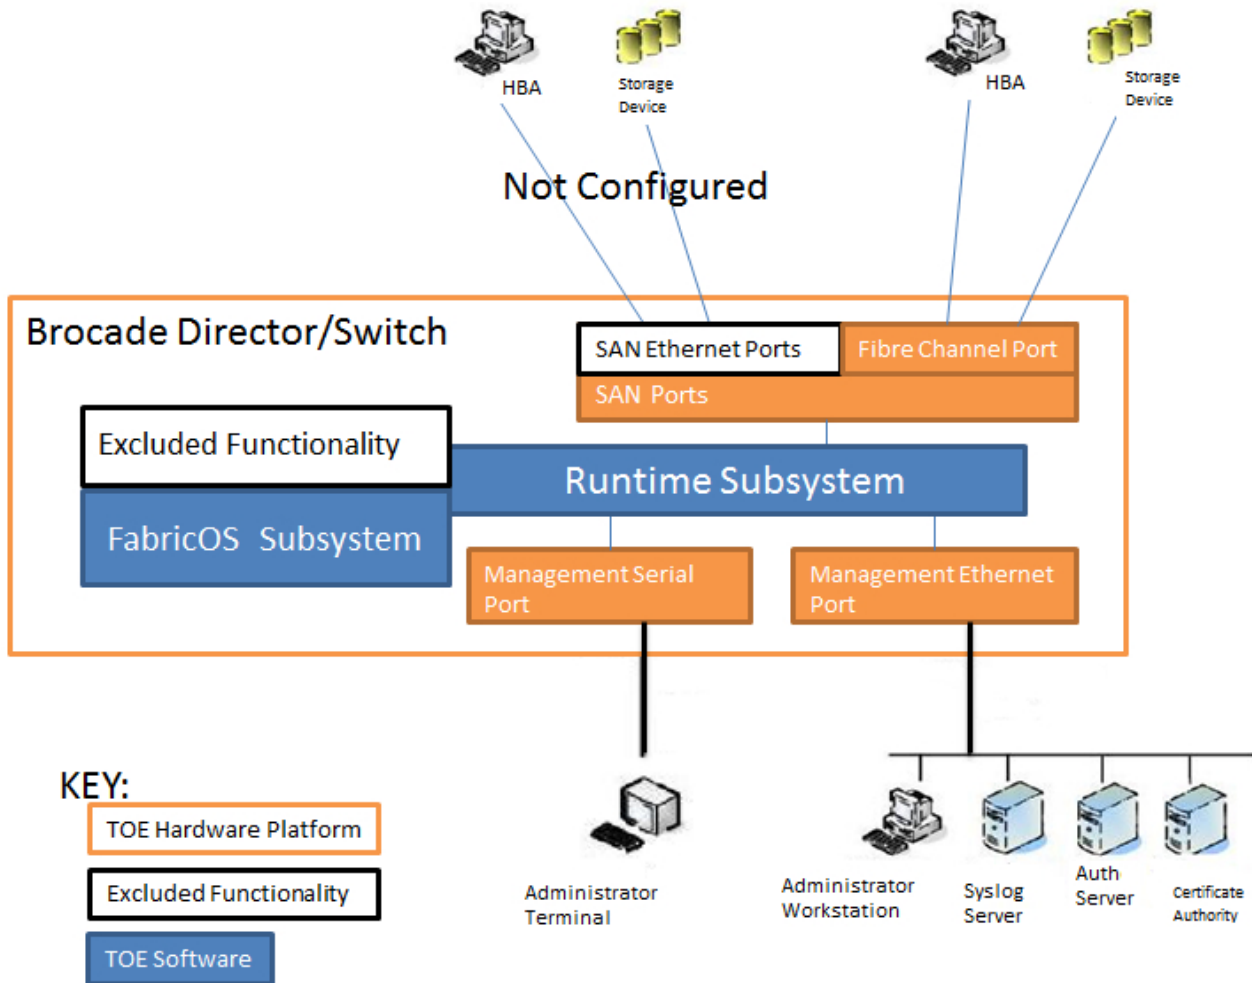 HBA
Storage
Device
HBA
Storage
Device
Not Configured
Brocade Director/Switch
SAN Ethernet Ports
Fibre Channel Port
SAN Ports
Excluded Functionality
Runtime Subsystem
FabricOS Subsystem
Management Serial
Port
Management Ethernet
Port
KEY:
TOE Hardware Platform
Excluded Functionality
TOE Software
Administrator
Terminal
Administrator
Workstation
Syslog
Server
Auth
Server
Certificate
Authority